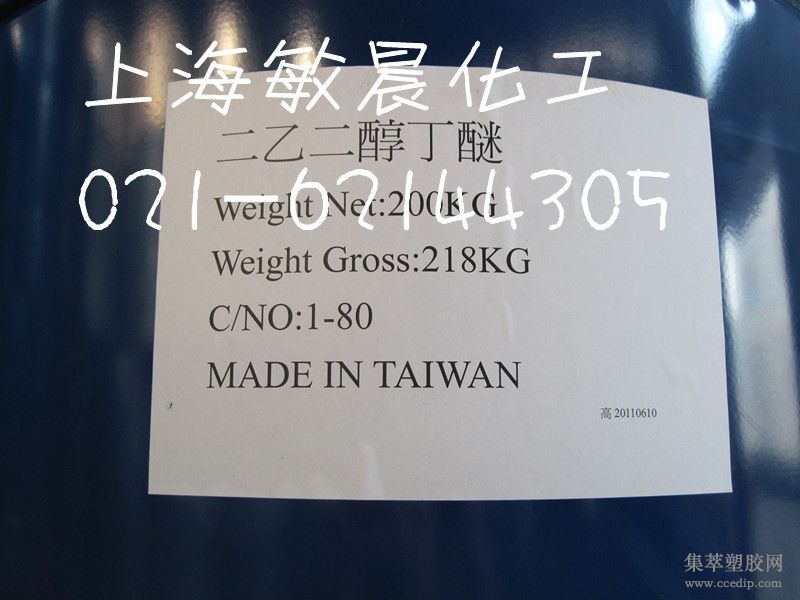 上海敏晨化工
二乙二醇丁醚
021-62144305
Weight Net:200KG
Weight Gross:218KG
C/NO:1-80
MADE IN TAIWAN
高 20110610
集萃塑胶网
www.ccedip.com